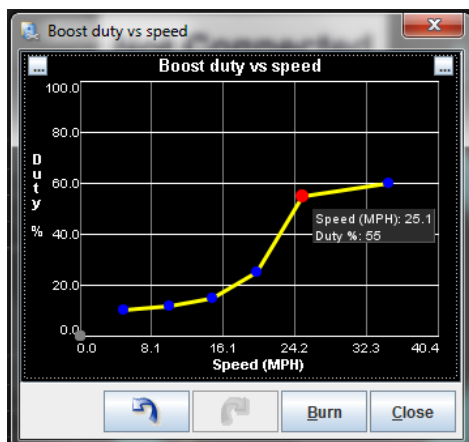 Boost duty vs speed
Boost duty vs speed
...
...
100.0
80.0
60.0
40.0
20.0
0.0
Duty %
Speed (MPH): 25.1
Duty %: 55
0.0 8.1 16.1 24.2 32.3 40.4
Speed (MPH)
Burn Close